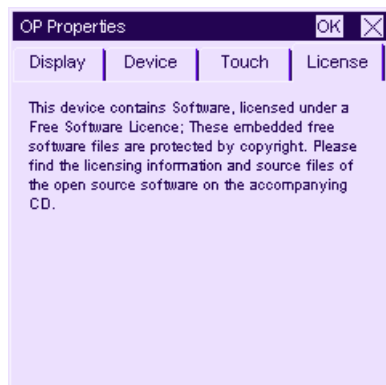 OP Properties OK
Display Device Touch License
This device contains Software, licensed under a
Free Software Licence; These embedded free
software files are protected by copyright. Please
find the licensing information and source files of
the open source software on the accompanying
CD.